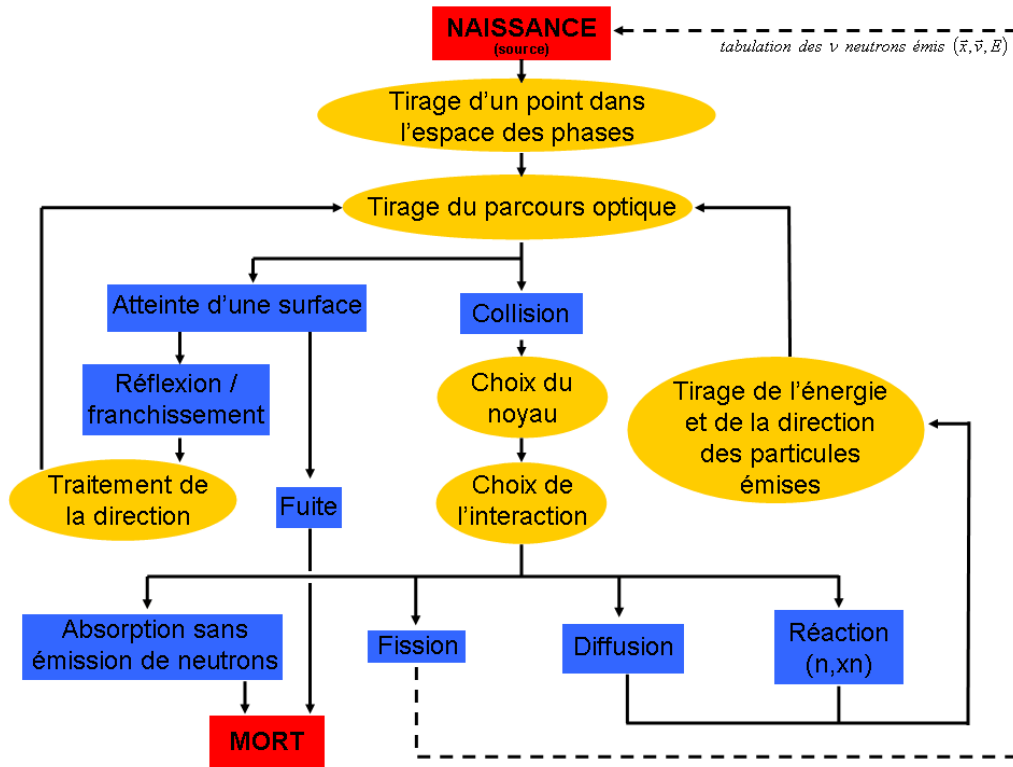 NAISSANCE
(source)
tabulation des ν neutrons émis (x⃗, v⃗, E)
Tirage d'un point dans
l'espace des phases
Tirage du parcours optique
Atteinte d'une surface
Collision
Réflexion /
franchissement
Choix du
noyau
Tirage de l'énergie
et de la direction
des particules
émises
Traitement de
la direction
Fuite
Choix de
l'interaction
Absorption sans
émission de neutrons
Fission
Diffusion
Réaction
(n,xn)
MORT